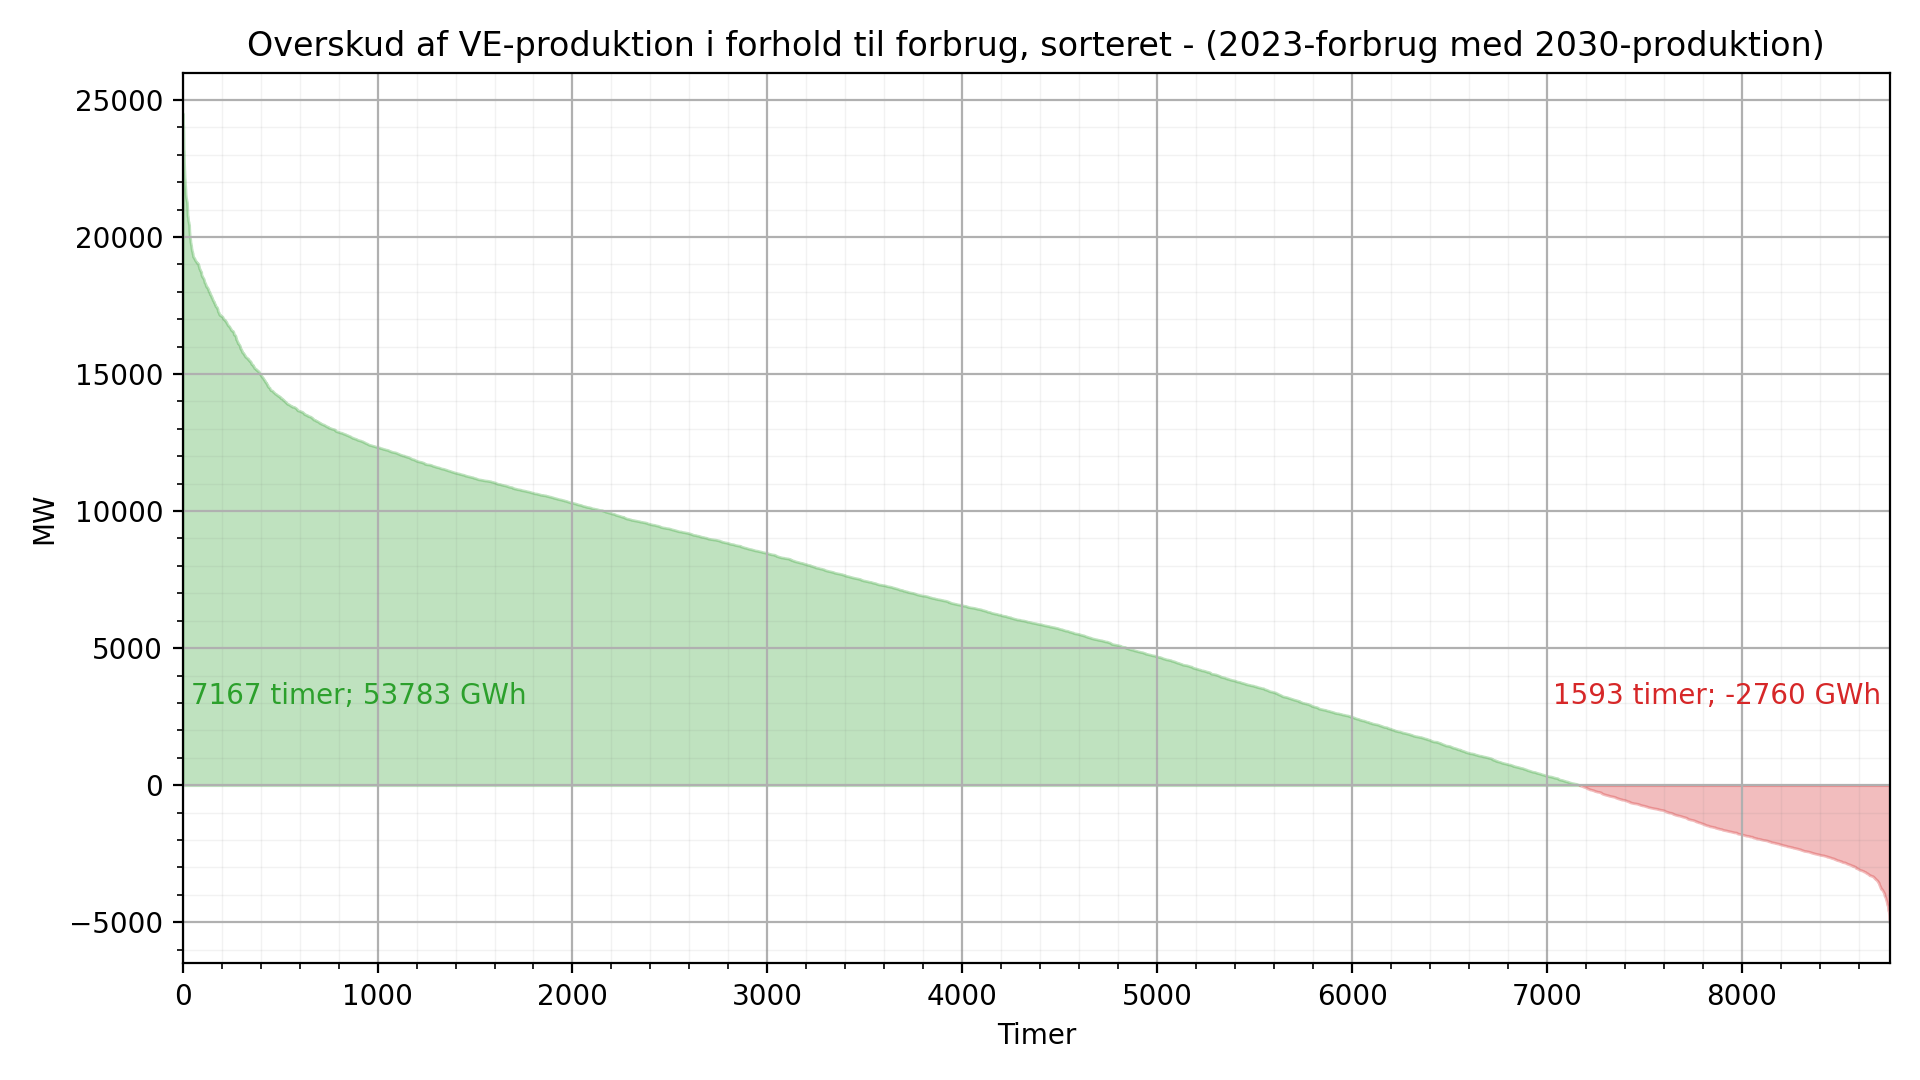 Overskud af VE-produktion i forhold til forbrug, sorteret - (2023-forbrug med 2030-produktion)
25000
20000
15000
10000
5000
0
−5000
MW
7167 timer; 53783 GWh
1593 timer; -2760 GWh
0 1000 2000 3000 4000 5000 6000 7000 8000
Timer